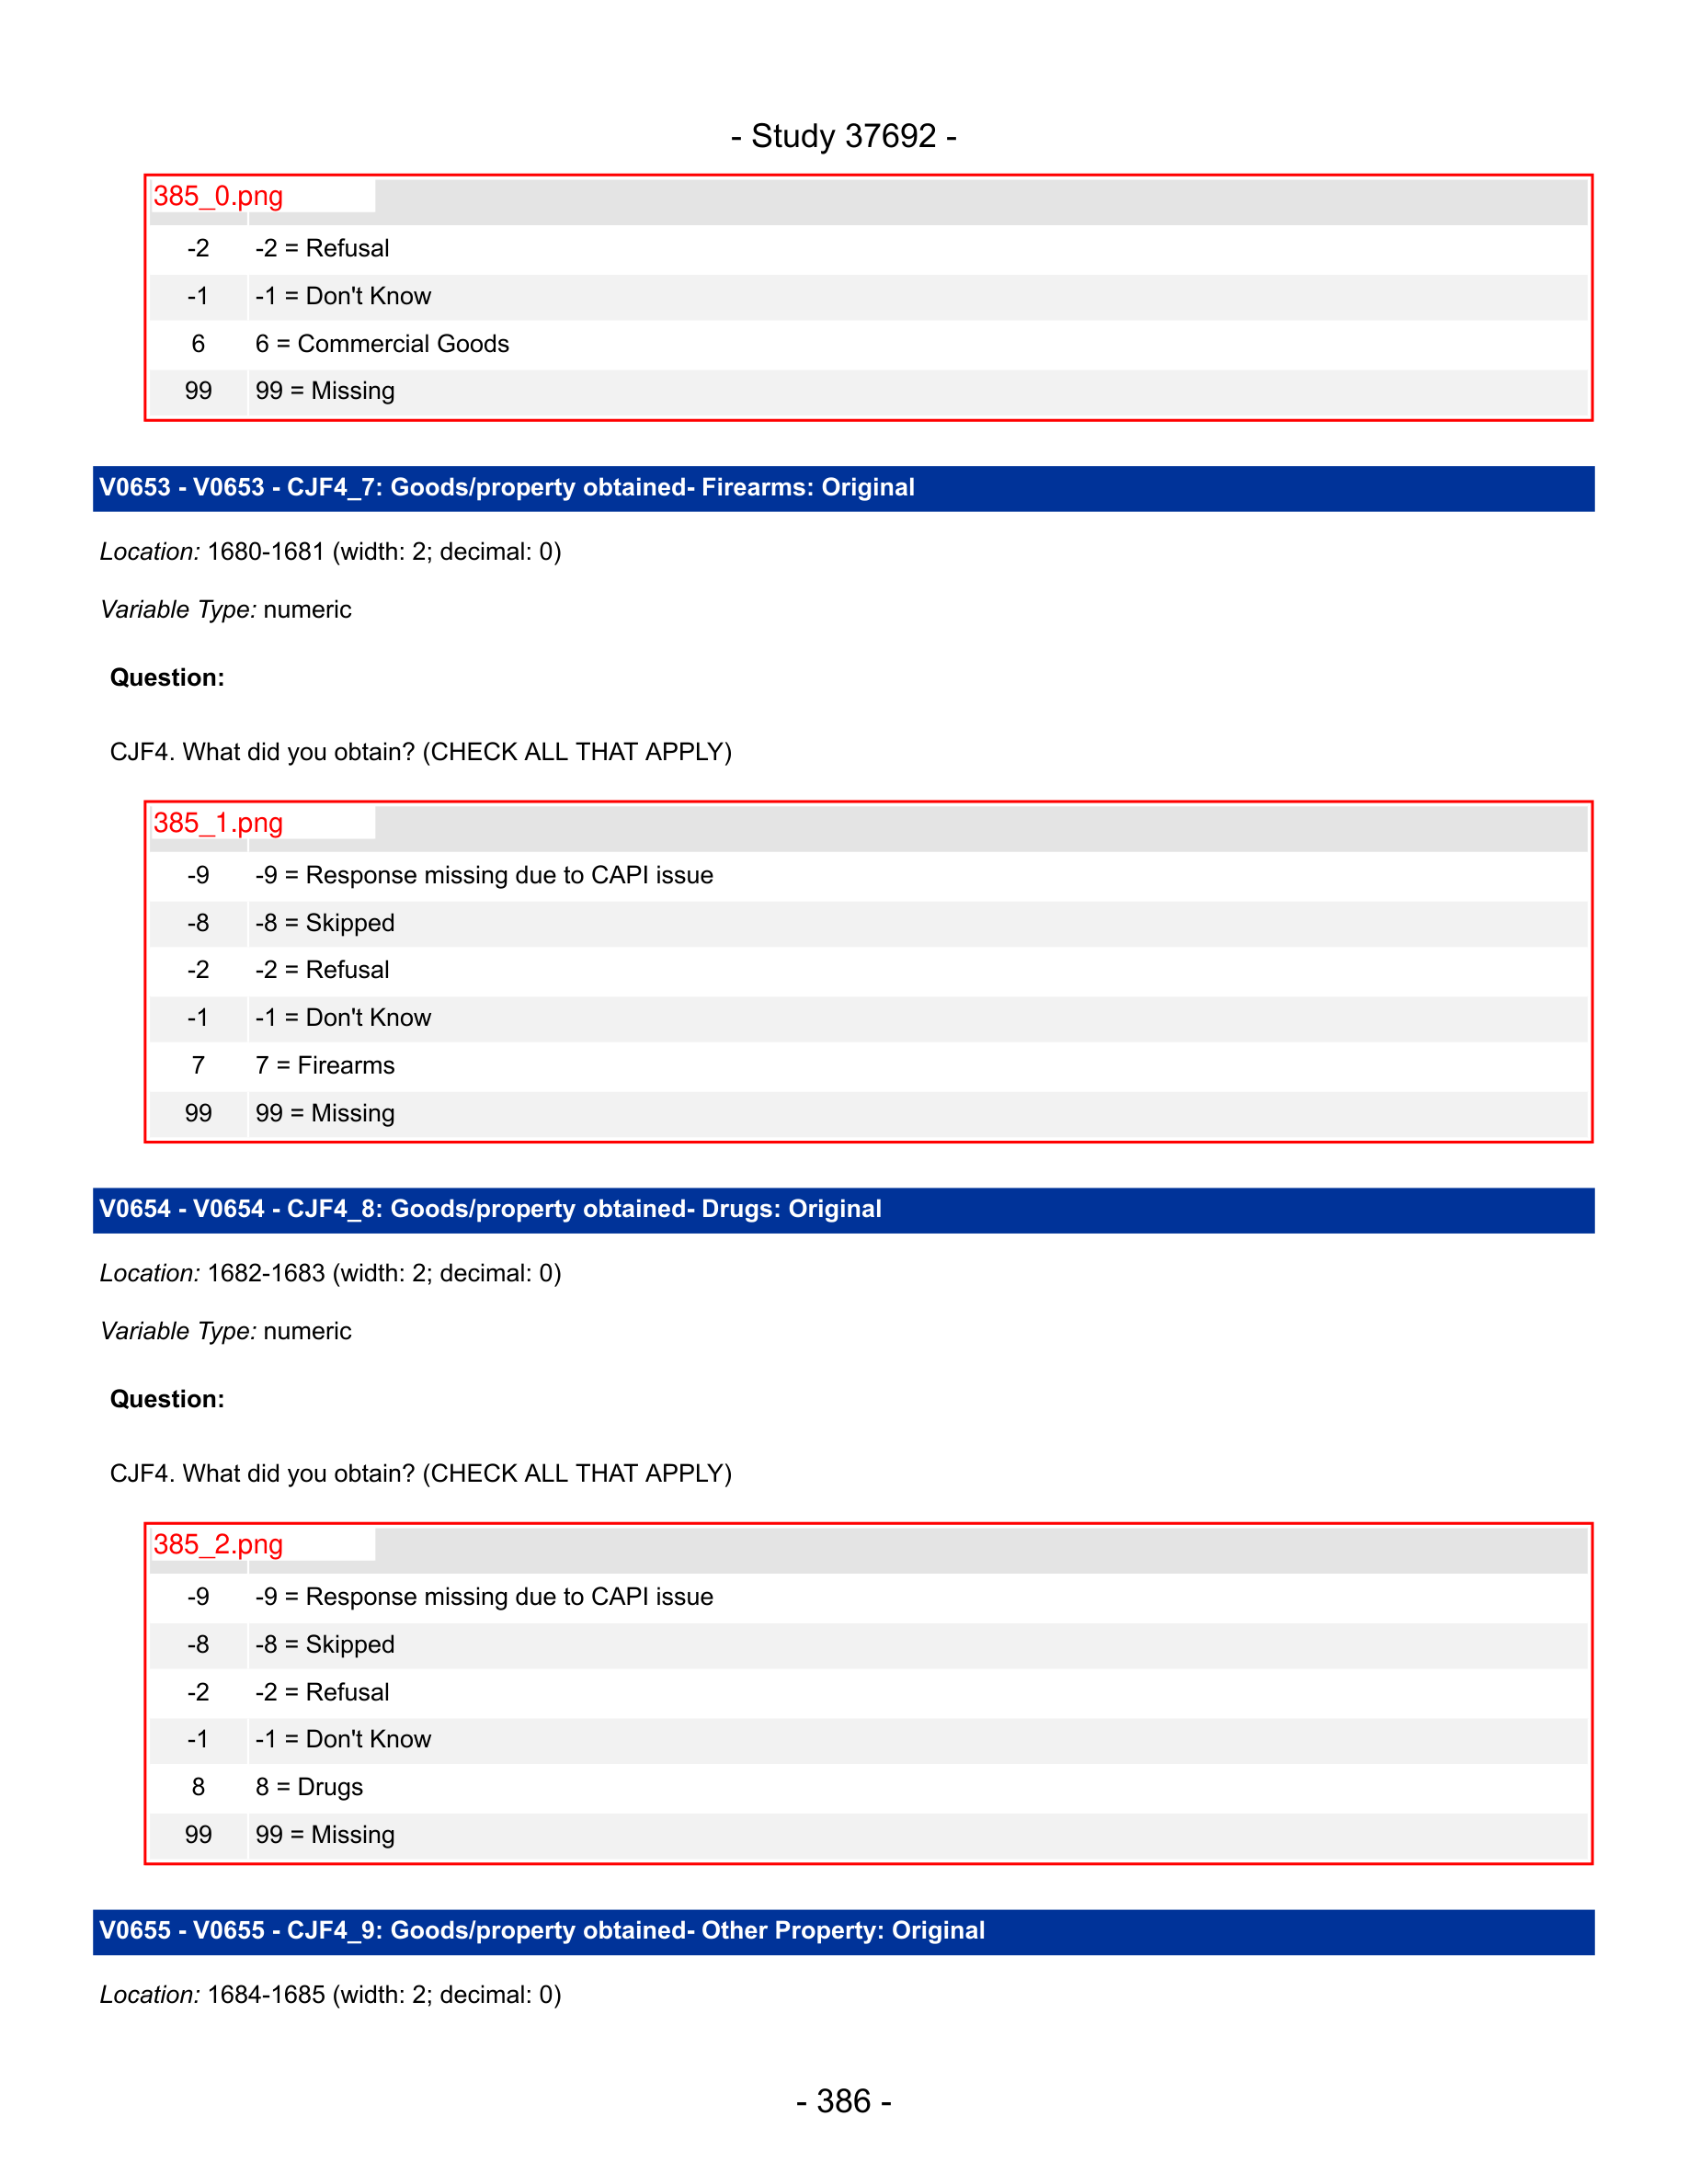 - Study 37692 -
385_0.png
-2 -2 = Refusal
-1 -1 = Don't Know
6 6 = Commercial Goods
99 99 = Missing
V0653 - V0653 - CJF4_7: Goods/property obtained- Firearms: Original
Location: 1680-1681 (width: 2; decimal: 0)
Variable Type: numeric
Question:
CJF4. What did you obtain? (CHECK ALL THAT APPLY)
385_1.png
-9 -9 = Response missing due to CAPI issue
-8 -8 = Skipped
-2 -2 = Refusal
-1 -1 = Don't Know
7 7 = Firearms
99 99 = Missing
V0654 - V0654 - CJF4_8: Goods/property obtained- Drugs: Original
Location: 1682-1683 (width: 2; decimal: 0)
Variable Type: numeric
Question:
CJF4. What did you obtain? (CHECK ALL THAT APPLY)
385_2.png
-9 -9 = Response missing due to CAPI issue
-8 -8 = Skipped
-2 -2 = Refusal
-1 -1 = Don't Know
8 8 = Drugs
99 99 = Missing
V0655 - V0655 - CJF4_9: Goods/property obtained- Other Property: Original
Location: 1684-1685 (width: 2; decimal: 0)
- 386 -